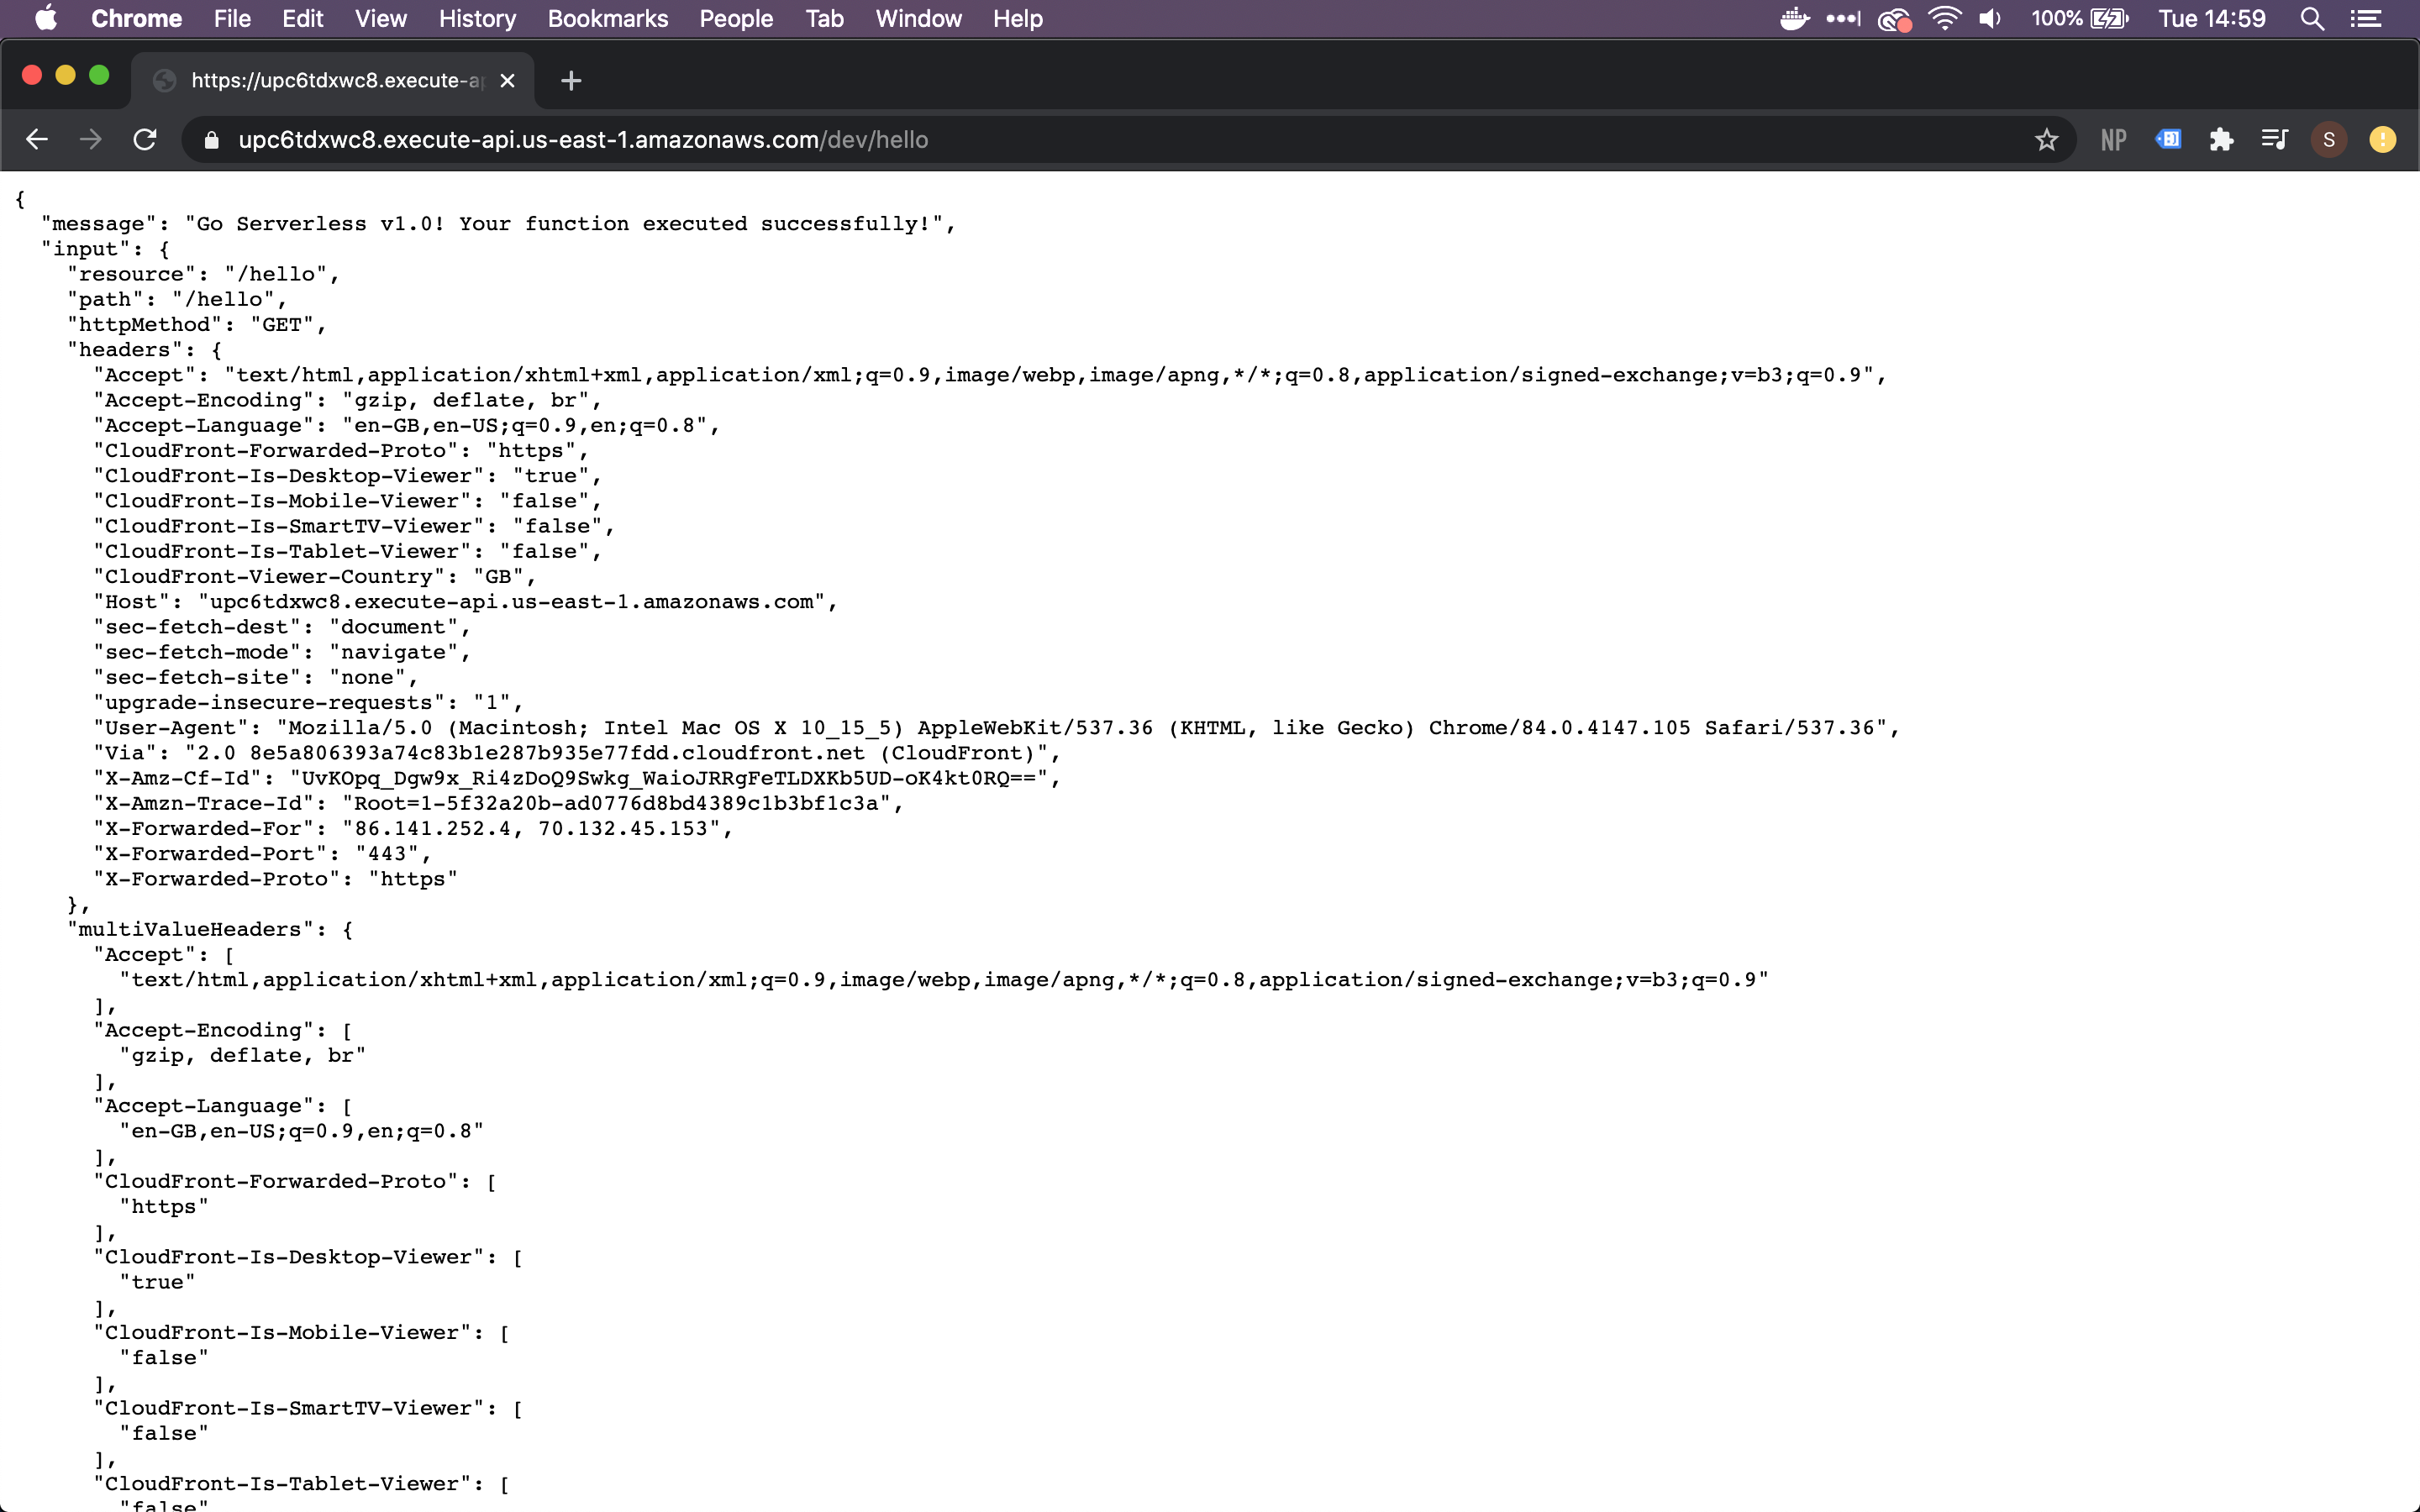 Chrome File Edit View History Bookmarks People Tab Window Help 100% Tue 14:59
https://upc6tdxwc8.execute-ap
upc6tdxwc8.execute-api.us-east-1.amazonaws.com/dev/hello NP S
{
  "message": "Go Serverless v1.0! Your function executed successfully!",
  "input": {
    "resource": "/hello",
    "path": "/hello",
    "httpMethod": "GET",
    "headers": {
      "Accept": "text/html,application/xhtml+xml,application/xml;q=0.9,image/webp,image/apng,*/*;q=0.8,application/signed-exchange;v=b3;q=0.9",
      "Accept-Encoding": "gzip, deflate, br",
      "Accept-Language": "en-GB,en-US;q=0.9,en;q=0.8",
      "CloudFront-Forwarded-Proto": "https",
      "CloudFront-Is-Desktop-Viewer": "true",
      "CloudFront-Is-Mobile-Viewer": "false",
      "CloudFront-Is-SmartTV-Viewer": "false",
      "CloudFront-Is-Tablet-Viewer": "false",
      "CloudFront-Viewer-Country": "GB",
      "Host": "upc6tdxwc8.execute-api.us-east-1.amazonaws.com",
      "sec-fetch-dest": "document",
      "sec-fetch-mode": "navigate",
      "sec-fetch-site": "none",
      "upgrade-insecure-requests": "1",
      "User-Agent": "Mozilla/5.0 (Macintosh; Intel Mac OS X 10_15_5) AppleWebKit/537.36 (KHTML, like Gecko) Chrome/84.0.4147.105 Safari/537.36",
      "Via": "2.0 8e5a806393a74c83b1e287b935e77fdd.cloudfront.net (CloudFront)",
      "X-Amz-Cf-Id": "UvKOpq_Dgw9x_Ri4zDoQ9Swkg_WaioJRRgFeTLDXKb5UD-oK4kt0RQ==",
      "X-Amzn-Trace-Id": "Root=1-5f32a20b-ad0776d8bd4389c1b3bf1c3a",
      "X-Forwarded-For": "86.141.252.4, 70.132.45.153",
      "X-Forwarded-Port": "443",
      "X-Forwarded-Proto": "https"
    },
    "multiValueHeaders": {
      "Accept": [
        "text/html,application/xhtml+xml,application/xml;q=0.9,image/webp,image/apng,*/*;q=0.8,application/signed-exchange;v=b3;q=0.9"
      ],
      "Accept-Encoding": [
        "gzip, deflate, br"
      ],
      "Accept-Language": [
        "en-GB,en-US;q=0.9,en;q=0.8"
      ],
      "CloudFront-Forwarded-Proto": [
        "https"
      ],
      "CloudFront-Is-Desktop-Viewer": [
        "true"
      ],
      "CloudFront-Is-Mobile-Viewer": [
        "false"
      ],
      "CloudFront-Is-SmartTV-Viewer": [
        "false"
      ],
      "CloudFront-Is-Tablet-Viewer": [
        "false"